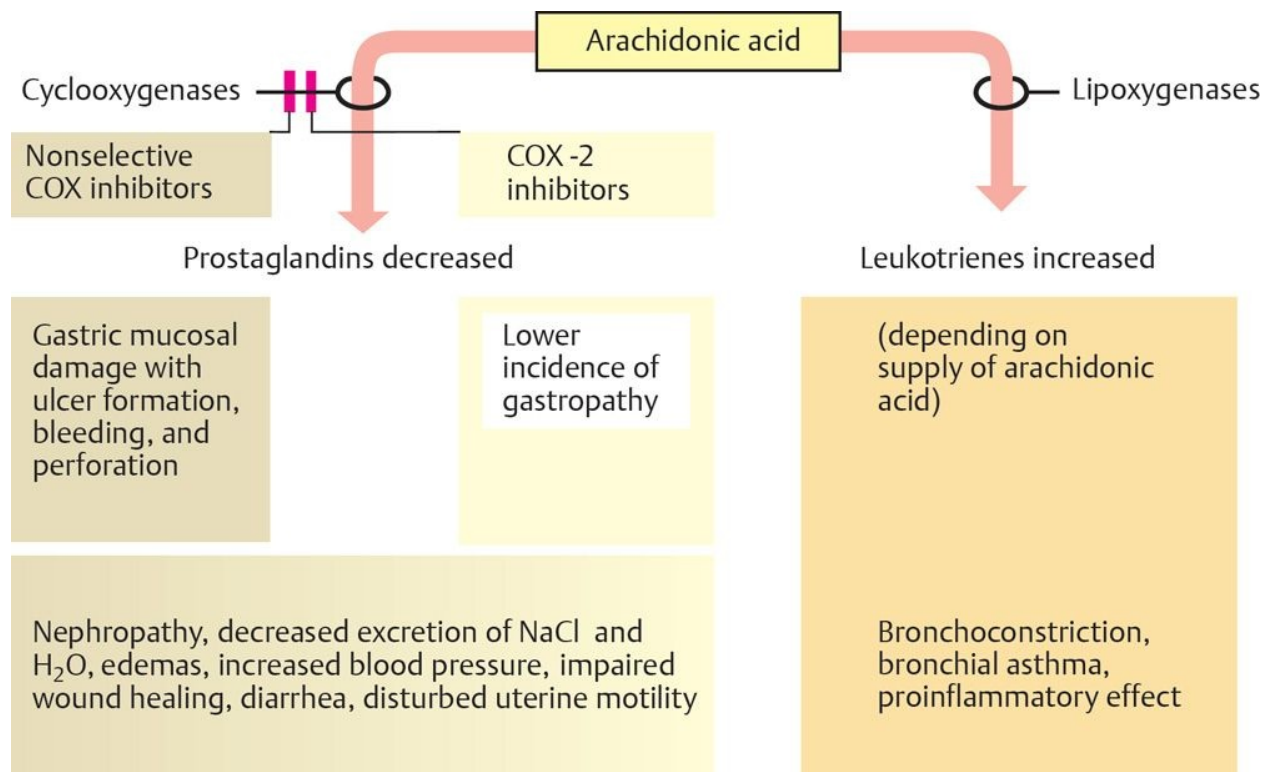 Arachidonic acid
Cyclooxygenases
Lipoxygenases
Nonselective
COX inhibitors
COX -2
inhibitors
Prostaglandins decreased
Leukotrienes increased
Gastric mucosal
damage with
ulcer formation,
bleeding, and
perforation
Lower
incidence of
gastropathy
(depending on
supply of arachidonic
acid)
Nephropathy, decreased excretion of NaCl and
H₂O, edemas, increased blood pressure, impaired
wound healing, diarrhea, disturbed uterine motility
Bronchoconstriction,
bronchial asthma,
proinflammatory effect